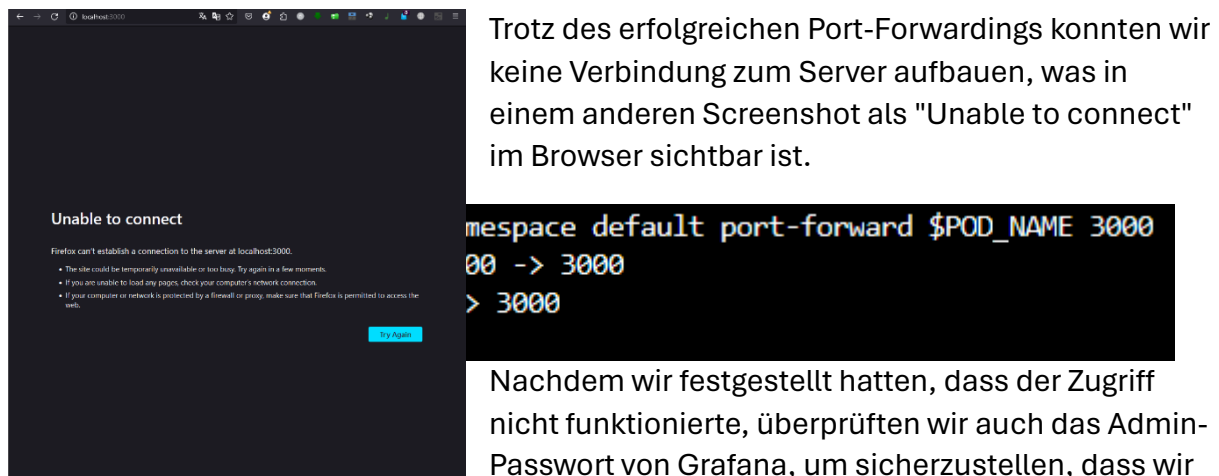 localhost:3000
Trotz des erfolgreichen Port-Forwardings konnten wir
keine Verbindung zum Server aufbauen, was in
einem anderen Screenshot als "Unable to connect"
im Browser sichtbar ist.
Unable to connect
Firefox can't establish a connection to the server at localhost:3000.
• The site could be temporarily unavailable or too busy. Try again in a few moments.
• If you are unable to load any pages, check your computer's network connection.
• If your computer or network is protected by a firewall or proxy, make sure that Firefox is permitted to access the
web.
Try Again
mespace default port-forward $POD_NAME 3000
00 -> 3000
> 3000
Nachdem wir festgestellt hatten, dass der Zugriff
nicht funktionierte, überprüften wir auch das Admin-
Passwort von Grafana, um sicherzustellen, dass wir